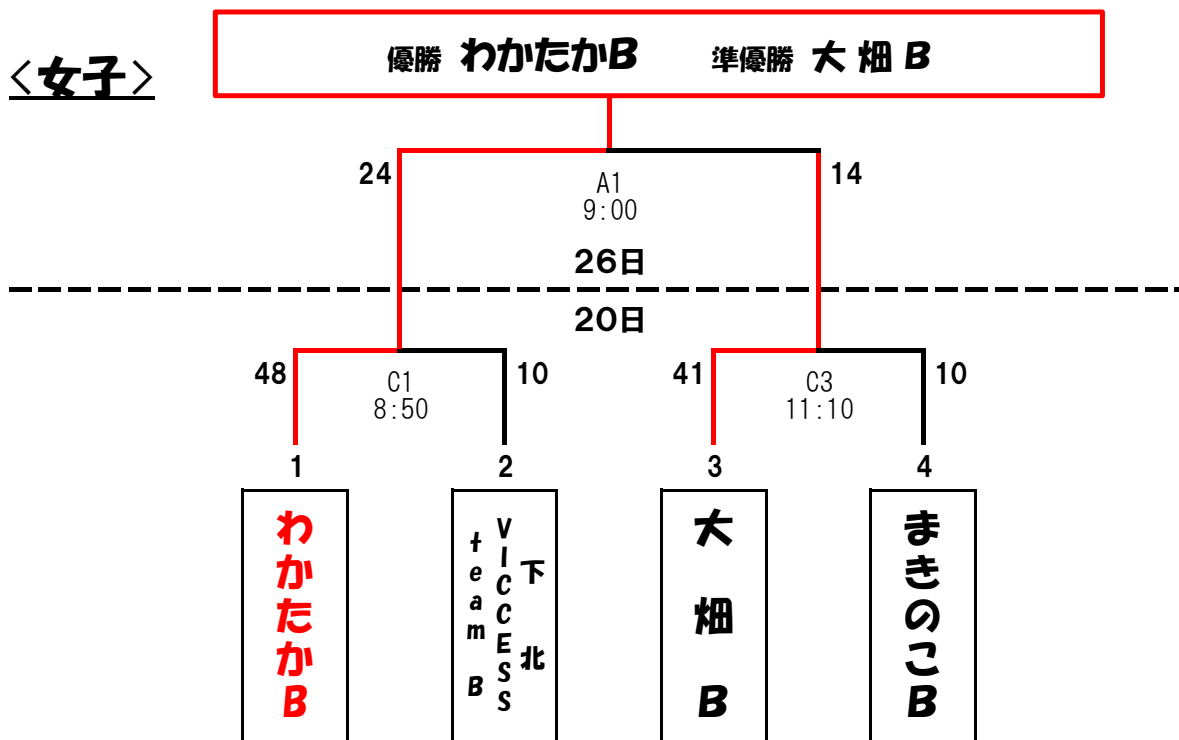 <女子>
優勝 わかたかB 準優勝 大畑B
24
14
A1
9:00
26日
20日
48
10
41
10
C1
8:50
C3
11:10
1
2
3
4
わかたかB
下北
VICCESS
team B
大畑B
まきのこB